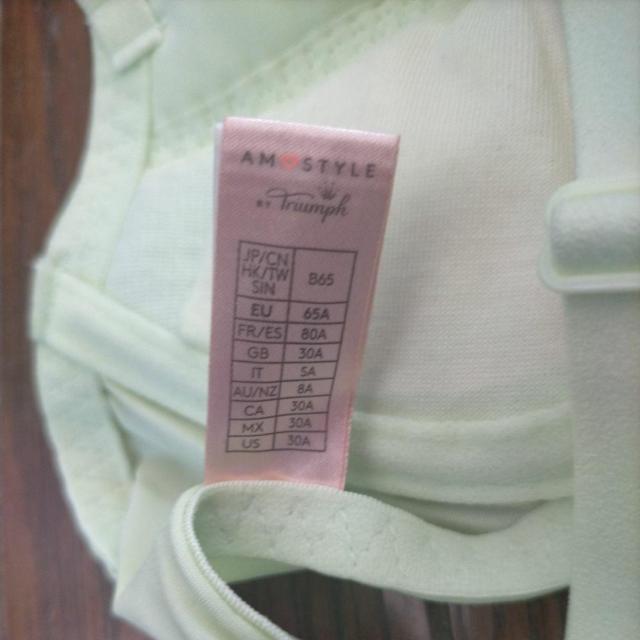 AM STYLE
BY Triumph
JP/CN HK/TW SIN B65
EU 65A
FR/ES 80A
GB 30A
IT 5A
AU/NZ 8A
CA 30A
MX 30A
US 30A